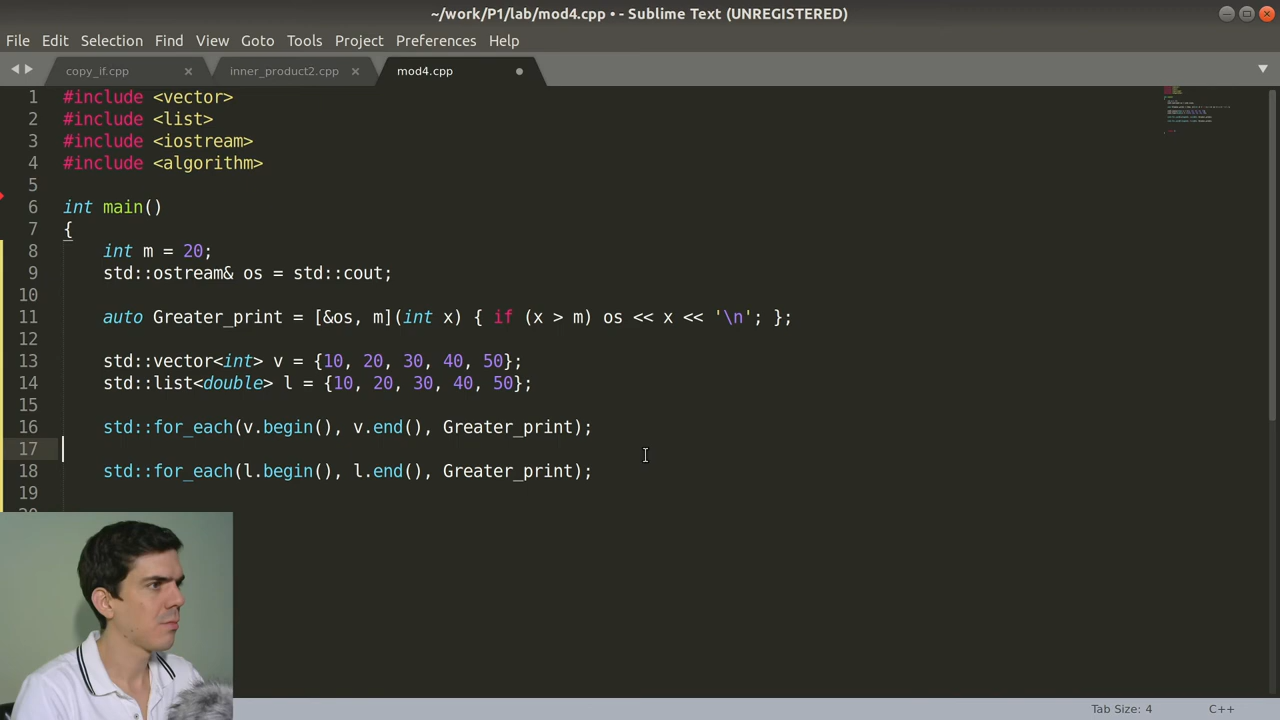 ~/work/P1/lab/mod4.cpp • - Sublime Text (UNREGISTERED)
File Edit Selection Find View Goto Tools Project Preferences Help
copy_if.cpp inner_product2.cpp mod4.cpp
1 #include <vector>
2 #include <list>
3 #include <iostream>
4 #include <algorithm>
5
6 int main()
7 {
8 int m = 20;
9 std::ostream& os = std::cout;
10
11 auto Greater_print = [&os, m](int x) { if (x > m) os << x << '\n'; };
12
13 std::vector<int> v = {10, 20, 30, 40, 50};
14 std::list<double> l = {10, 20, 30, 40, 50};
15
16 std::for_each(v.begin(), v.end(), Greater_print);
17
18 std::for_each(l.begin(), l.end(), Greater_print);
19
Tab Size: 4 C++